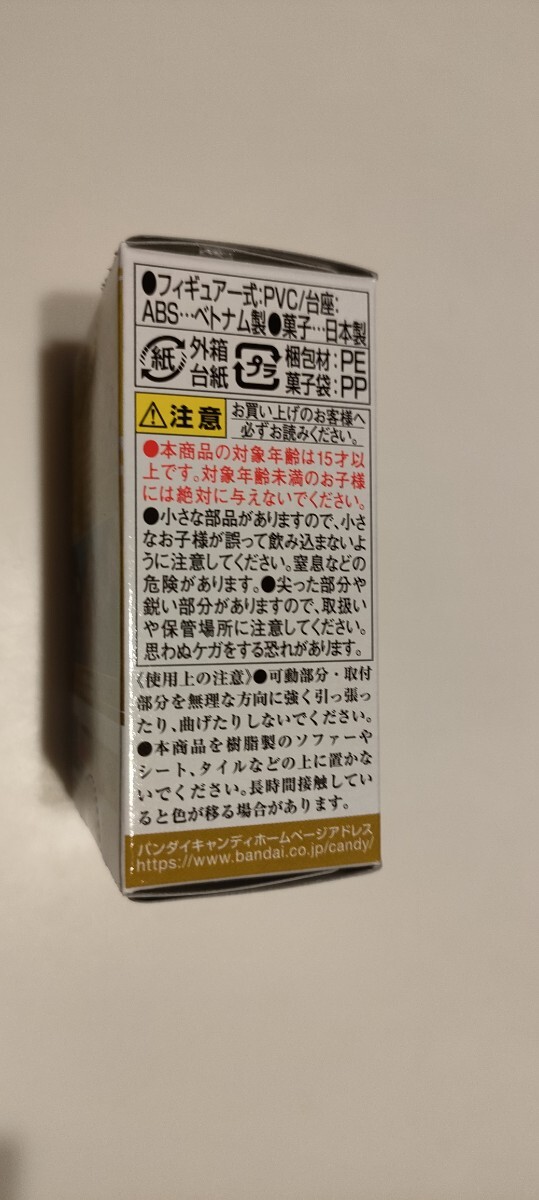 ●フィギュア一式:PVC/台座:
ABS…ベトナム製●菓子…日本製
紙 外箱
台紙
プラ 梱包材:PE
菓子袋:PP
注意 お買い上げのお客様へ
必ずお読みください。
●本商品の対象年齢は15才以
上です。対象年齢未満のお子様
には絶対に与えないでください。
●小さな部品がありますので、小さ
なお子様が誤って飲み込まないよ
うに注意してください。窒息などの
危険があります。●尖った部分や
鋭い部分がありますので、取扱い
や保管場所に注意してください。
思わぬケガをする恐れがあります。
《使用上の注意》●可動部分・取付
部分を無理な方向に強く引っ張っ
たり、曲げたりしないでください。
●本商品を樹脂製のソファーや
シート、タイルなどの上に置かな
いでください。長時間接触してい
ると色が移る場合があります。
バンダイキャンディホームページアドレス
https://www.bandai.co.jp/candy/